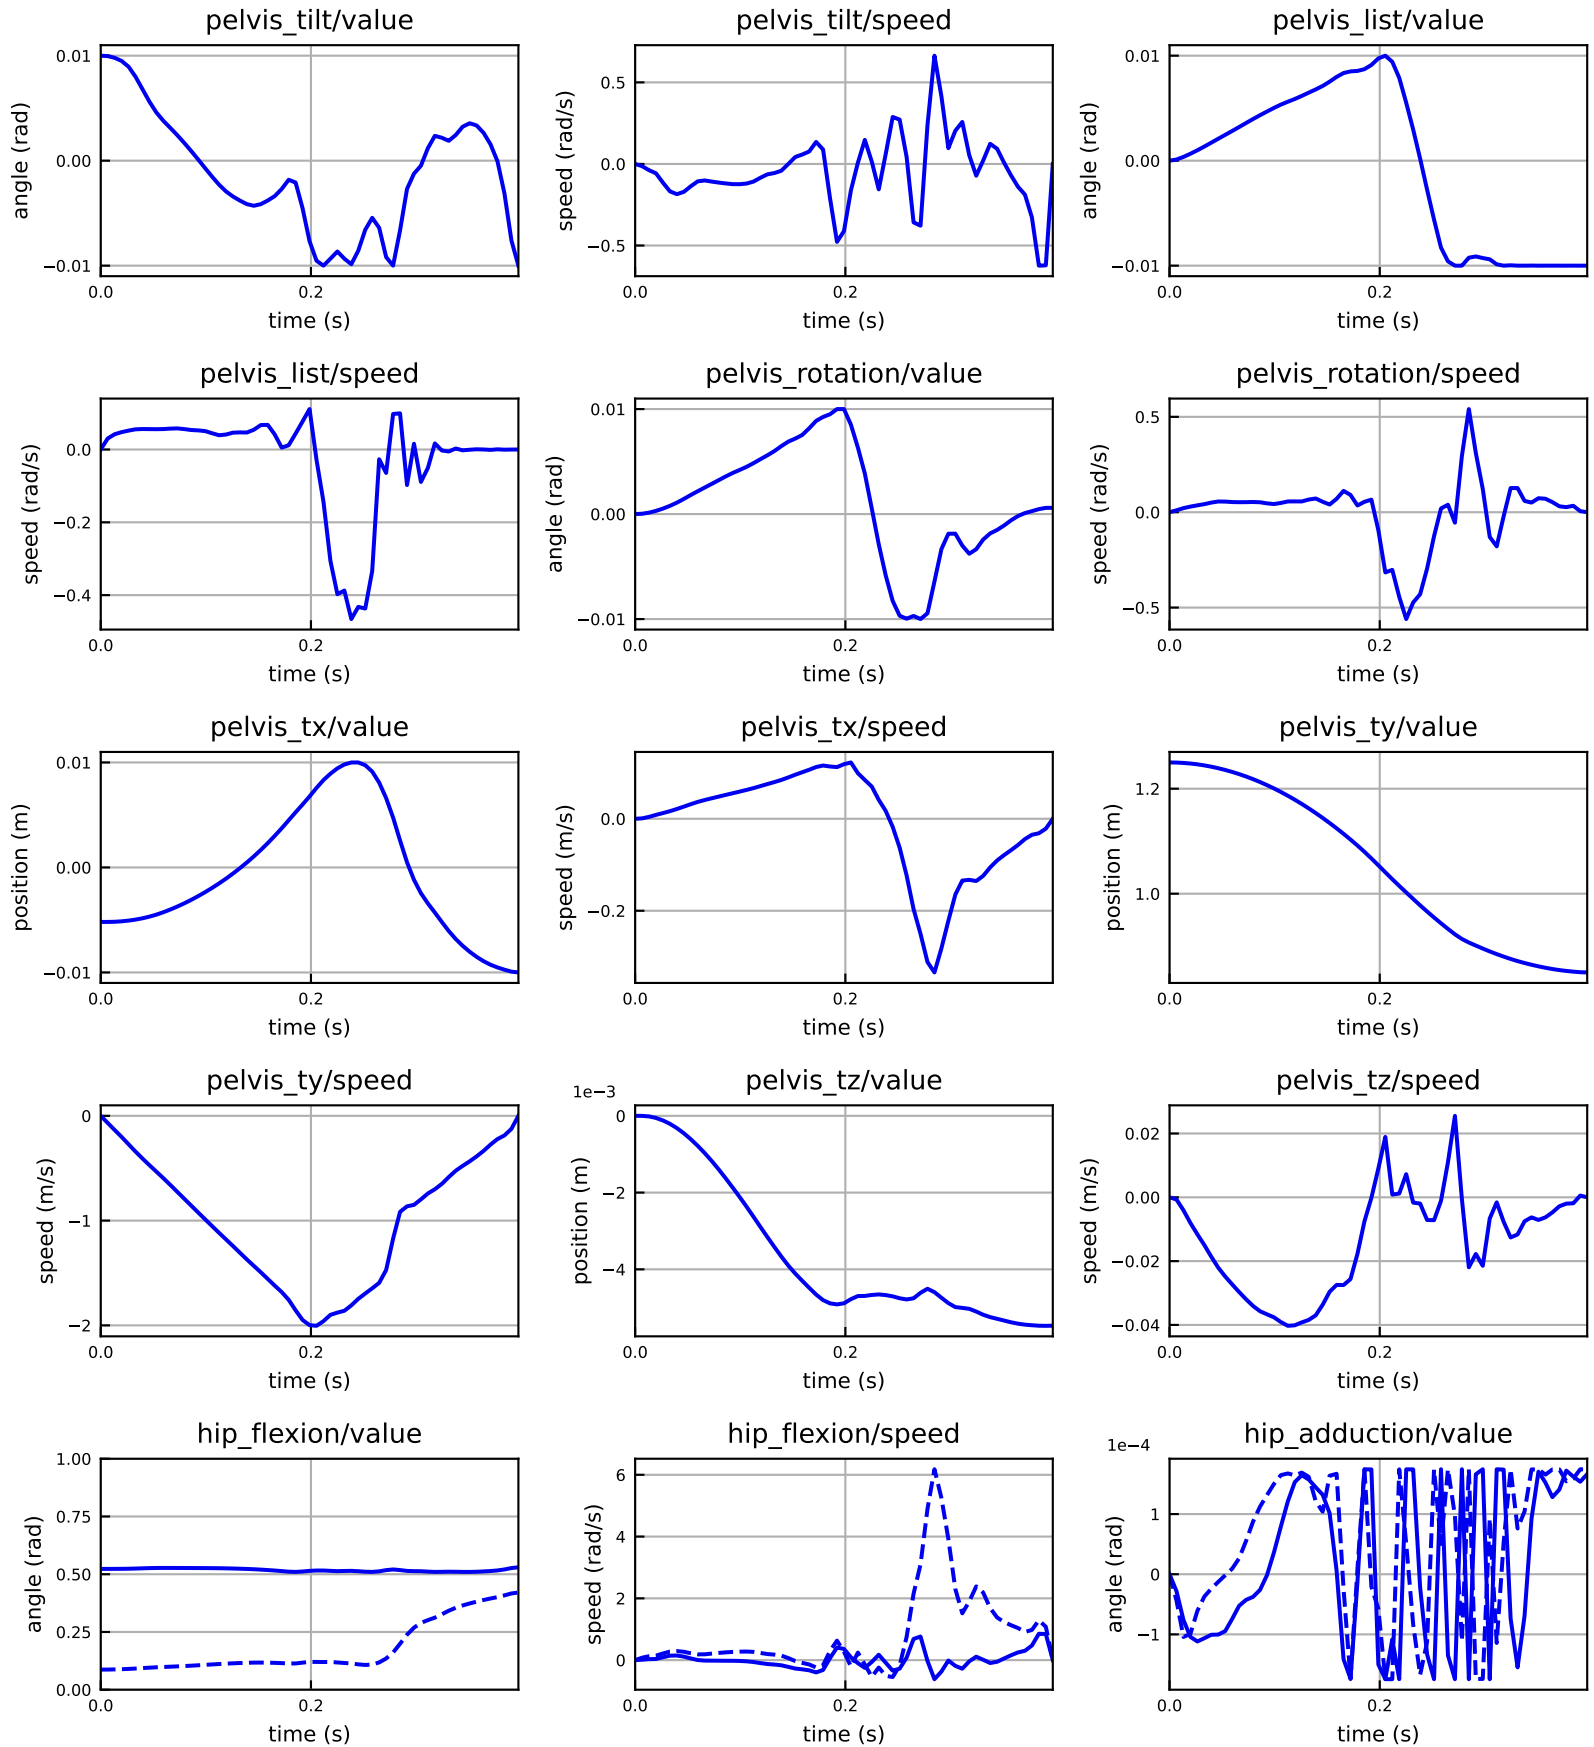 pelvis_tilt/value
angle (rad)
0.01
0.00
−0.01
0.0
0.2
time (s)
pelvis_tilt/speed
speed (rad/s)
0.5
0.0
−0.5
0.0
0.2
time (s)
pelvis_list/value
angle (rad)
0.01
0.00
−0.01
0.0
0.2
time (s)
pelvis_list/speed
speed (rad/s)
0.0
−0.2
−0.4
0.0
0.2
time (s)
pelvis_rotation/value
angle (rad)
0.01
0.00
−0.01
0.0
0.2
time (s)
pelvis_rotation/speed
speed (rad/s)
0.5
0.0
−0.5
0.0
0.2
time (s)
pelvis_tx/value
position (m)
0.01
0.00
−0.01
0.0
0.2
time (s)
pelvis_tx/speed
speed (m/s)
0.0
−0.2
0.0
0.2
time (s)
pelvis_ty/value
position (m)
1.2
1.0
0.0
0.2
time (s)
pelvis_ty/speed
speed (m/s)
0
−1
−2
0.0
0.2
time (s)
pelvis_tz/value
1e−3
position (m)
0
−2
−4
0.0
0.2
time (s)
pelvis_tz/speed
speed (m/s)
0.02
0.00
−0.02
−0.04
0.0
0.2
time (s)
hip_flexion/value
angle (rad)
1.00
0.75
0.50
0.25
0.00
0.0
0.2
time (s)
hip_flexion/speed
speed (rad/s)
6
4
2
0
0.0
0.2
time (s)
hip_adduction/value
1e−4
angle (rad)
1
0
−1
0.0
0.2
time (s)